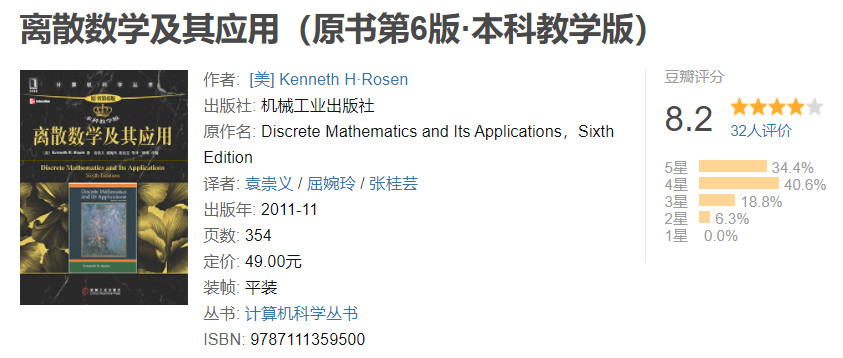 离散数学及其应用（原书第6版·本科教学版）
计算机科学丛书
原书第6版
本科教学版
离散数学及其应用
Discrete Mathematics and Its Applications
Sixth Edition
Discrete Mathematics
and Its Applications
Kenneth H. Rosen
机械工业出版社
作者: [美] Kenneth H·Rosen
出版社: 机械工业出版社
原作名: Discrete Mathematics and Its Applications，Sixth
Edition
译者: 袁崇义 / 屈婉玲 / 张桂芸
出版年: 2011-11
页数: 354
定价: 49.00元
装帧: 平装
丛书: 计算机科学丛书
ISBN: 9787111359500
豆瓣评分
8.2
32人评价
5星 34.4%
4星 40.6%
3星 18.8%
2星 6.3%
1星 0.0%